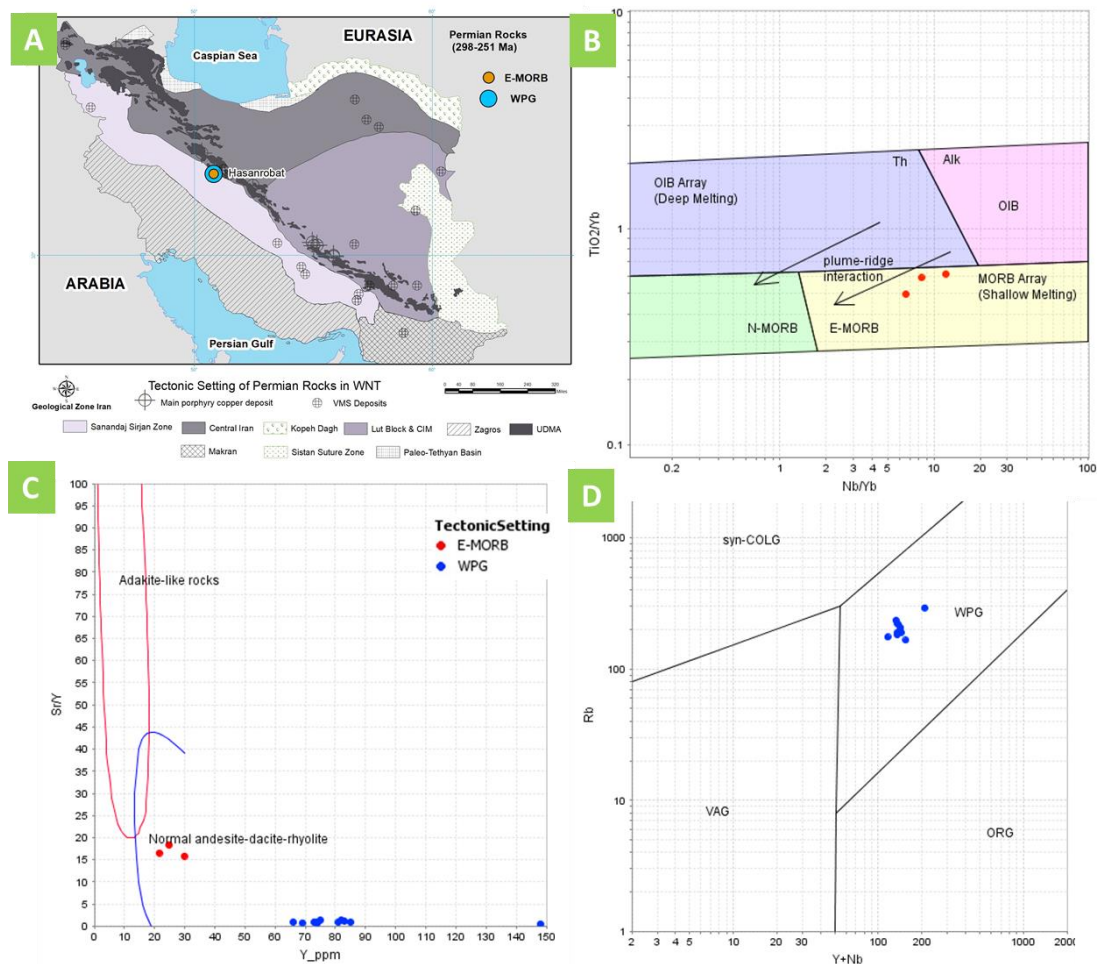 A
EURASIA
Caspian Sea
Permian Rocks
(298-251 Ma)
E-MORB
WPG
Hasanrobat
ARABIA
Persian Gulf
Geological Zone Iran
Tectonic Setting of Permian Rocks in WNT
Main porphyry copper deposit
VMS Deposits
Sanandaj Sirjan Zone
Central Iran
Kopeh Dagh
Lut Block & CIM
Zagros
UDMA
Makran
Sistan Suture Zone
Paleo-Tethyan Basin
B
10
1
0.1
TiO2/Yb
Th
Alk
OIB Array
(Deep Melting)
OIB
plume-ridge
interaction
MORB Array
(Shallow Melting)
N-MORB
E-MORB
0.2 1 2 3 4 5 10 20 100
Nb/Yb
C
100
95
90
85
80
75
70
65
60
55
50
45
40
35
30
25
20
15
10
5
0
Sr/Y
TectonicSetting
E-MORB
WPG
Adakite-like rocks
Normal andesite-dacite-rhyolite
0 10 20 30 40 50 60 70 80 90 100 110 120 130 140 150
Y_ppm
D
1000
100
10
1
Rb
syn-COLG
WPG
VAG
ORG
2 3 4 5 10 20 100 200 1000 2000
Y+Nb